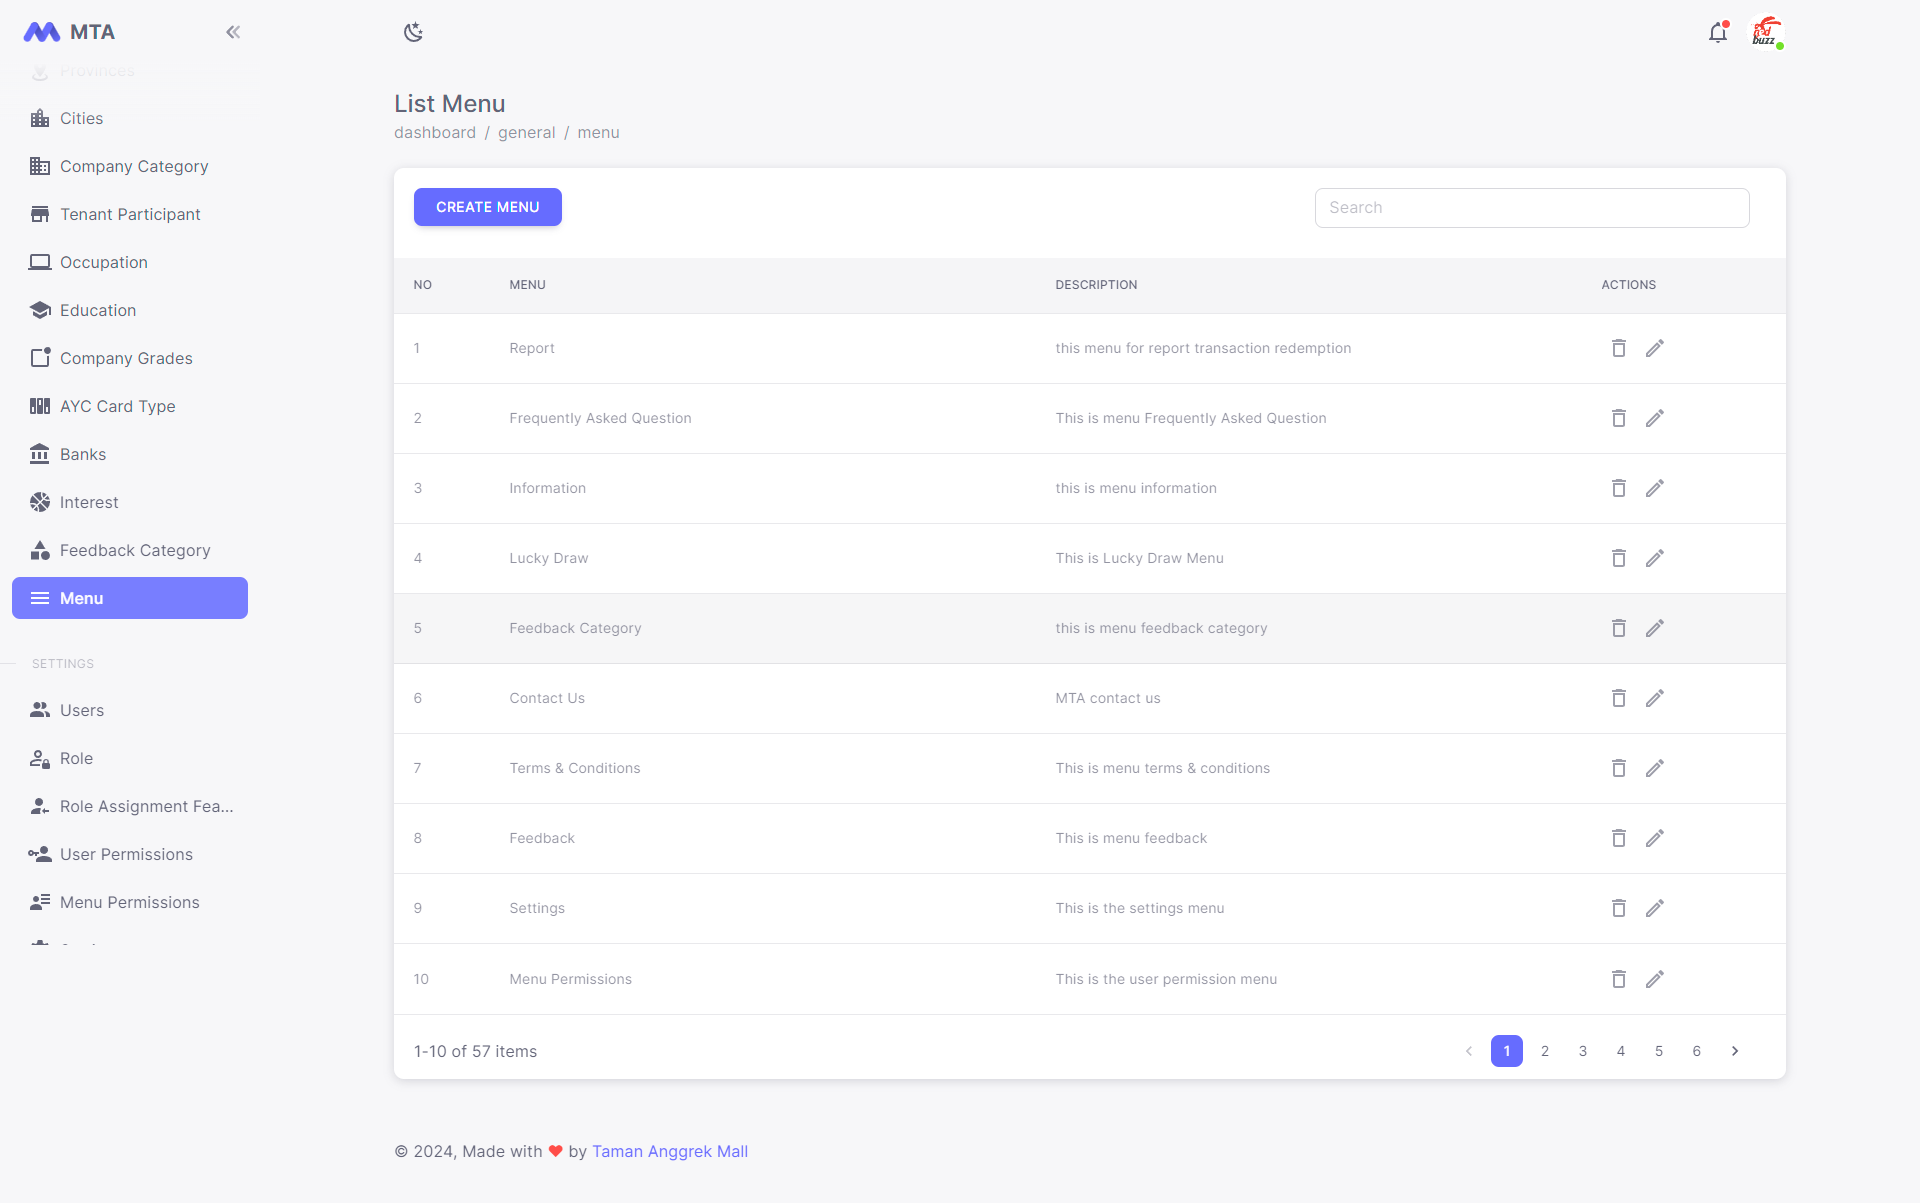 MTA
Provinces
Cities
Company Category
Tenant Participant
Occupation
Education
Company Grades
AYC Card Type
Banks
Interest
Feedback Category
Menu
SETTINGS
Users
Role
Role Assignment Fea...
User Permissions
Menu Permissions
buzz
List Menu
dashboard / general / menu
CREATE MENU
Search
NO MENU DESCRIPTION ACTIONS
1 Report this menu for report transaction redemption
2 Frequently Asked Question This is menu Frequently Asked Question
3 Information this is menu information
4 Lucky Draw This is Lucky Draw Menu
5 Feedback Category this is menu feedback category
6 Contact Us MTA contact us
7 Terms & Conditions This is menu terms & conditions
8 Feedback This is menu feedback
9 Settings This is the settings menu
10 Menu Permissions This is the user permission menu
1-10 of 57 items
1 2 3 4 5 6
© 2024, Made with ❤ by Taman Anggrek Mall